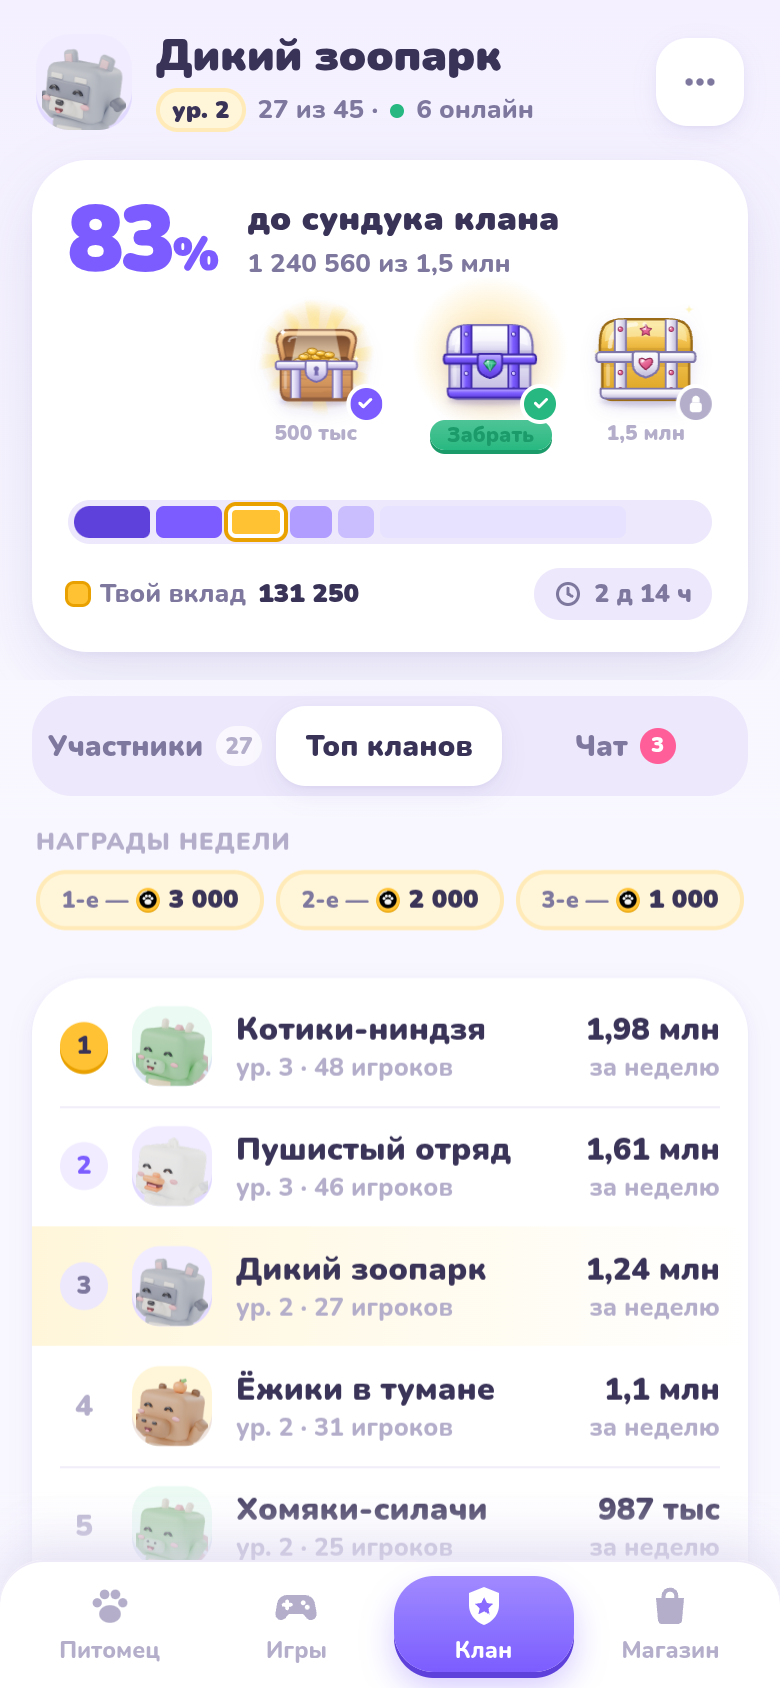 Дикий зоопарк
ур. 2 27 из 45 · 6 онлайн
83% до сундука клана
1 240 560 из 1,5 млн
500 тыс Забрать 1,5 млн
Твой вклад 131 250 2 д 14 ч
Участники 27 Топ кланов Чат 3
НАГРАДЫ НЕДЕЛИ
1-е — 3 000 2-е — 2 000 3-е — 1 000
1 Котики-ниндзя 1,98 млн
ур. 3 · 48 игроков за неделю
2 Пушистый отряд 1,61 млн
ур. 3 · 46 игроков за неделю
3 Дикий зоопарк 1,24 млн
ур. 2 · 27 игроков за неделю
4 Ёжики в тумане 1,1 млн
ур. 2 · 31 игроков за неделю
5 Хомяки-силачи 987 тыс
ур. 2 · 25 игроков за неделю
Питомец Игры Клан Магазин